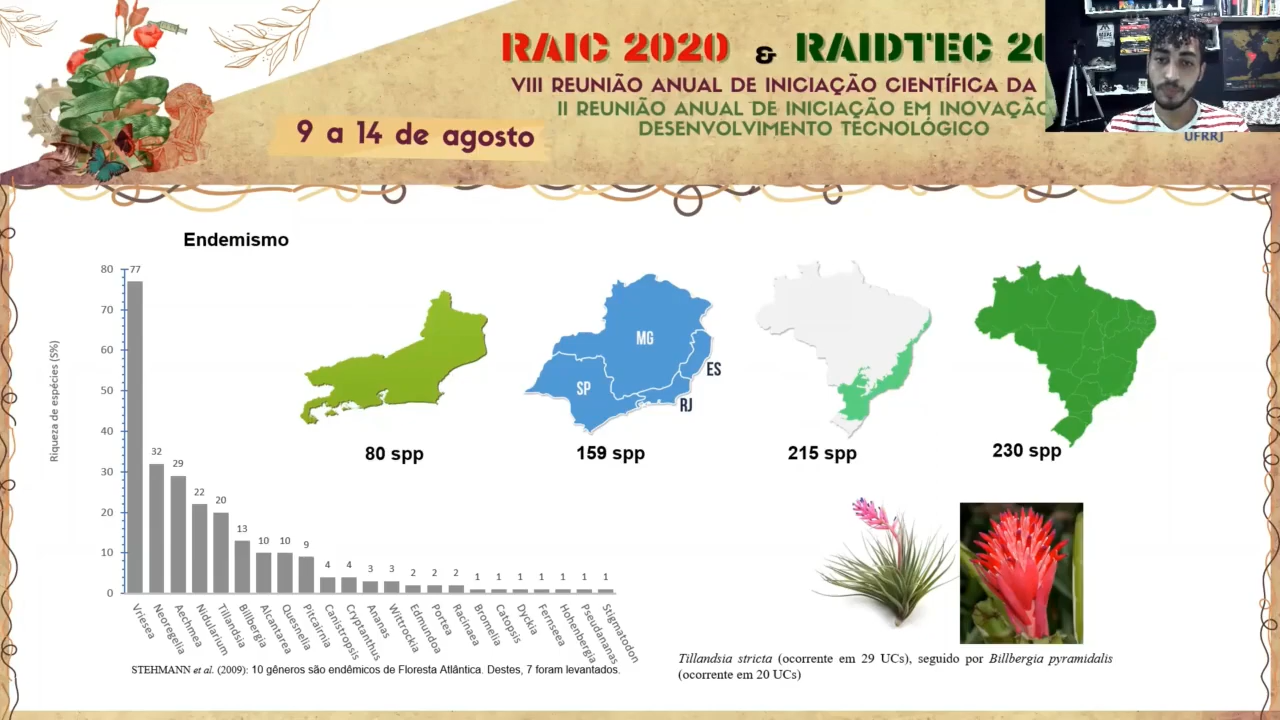 RAIC 2020 & RAIDTEC 20
VIII REUNIÃO ANUAL DE INICIAÇÃO CIENTÍFICA DA
II REUNIÃO ANUAL DE INICIAÇÃO EM INOVAÇÃO
DESENVOLVIMENTO TECNOLÓGICO
9 a 14 de agosto
UFRRJ
Endemismo
Riqueza de espécies (S%)
80
70
60
50
40
30
20
10
0
77
32
29
22
20
13
10
10
9
4
4
3
3
2
2
2
1
1
1
1
1
1
1
Vriesea
Neoregelia
Aechmea
Nidularium
Tillandsia
Billbergia
Alcantarea
Quesnelia
Pitcairnia
Canistropsis
Cryptanthus
Ananas
Wittrockia
Edmundoa
Portea
Racinaea
Bromelia
Catopsis
Dyckia
Fernseea
Hohenbergia
Pseudananas
Stigmatodon
MG
SP
ES
RJ
80 spp
159 spp
215 spp
230 spp
STEHMANN et al. (2009): 10 gêneros são endêmicos de Floresta Atlântica. Destes, 7 foram levantados.
Tillandsia stricta (ocorrente em 29 UCs), seguido por Billbergia pyramidalis
(ocorrente em 20 UCs)